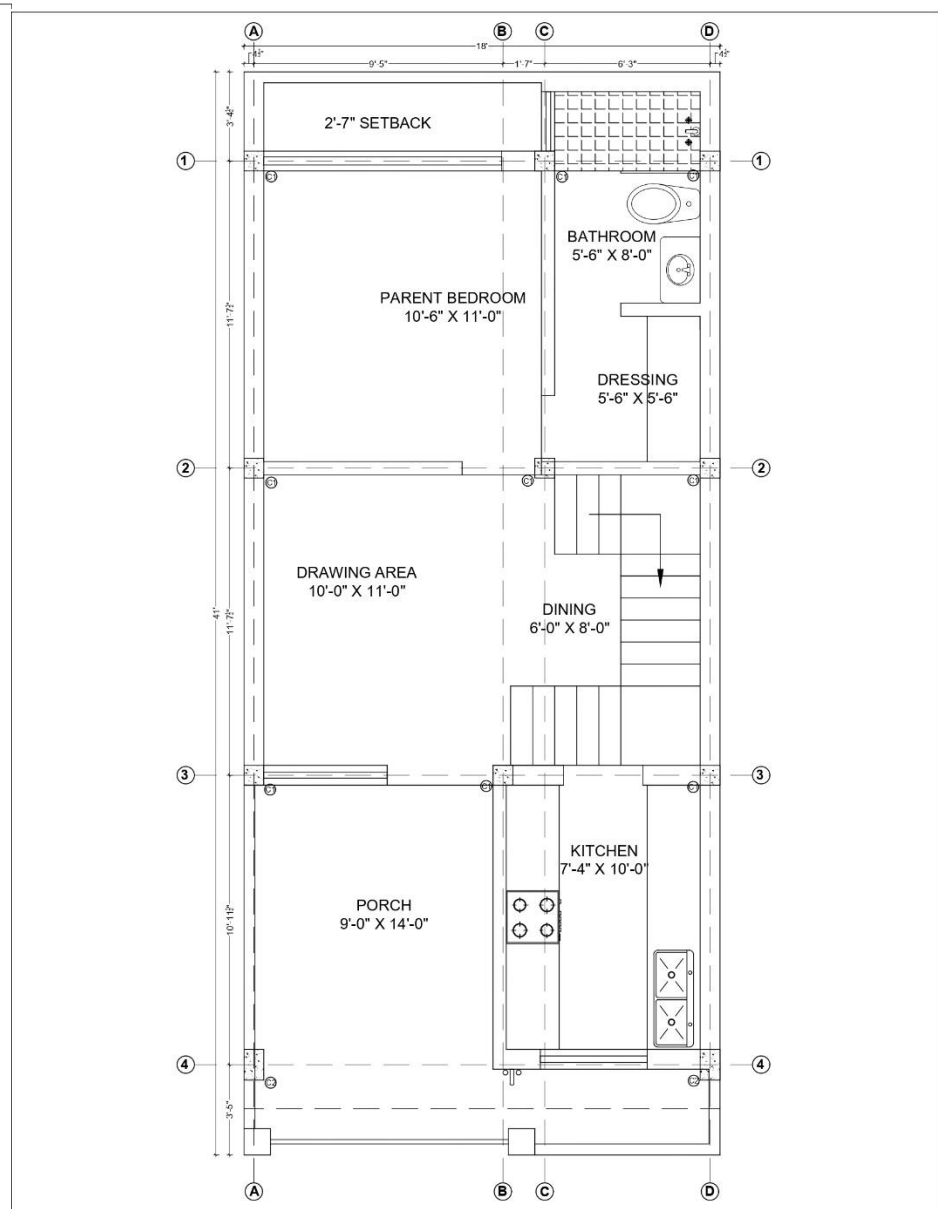 A B C D
18'
4½" 9'-5" 1'-7" 6'-3" 4½"
3'-4½"
2'-7" SETBACK
1 1
C1 C1 C1
BATHROOM
5'-6" X 8'-0"
PARENT BEDROOM
10'-6" X 11'-0"
11'-7½"
DRESSING
5'-6" X 5'-6"
2 2
C1 C1 C1
DRAWING AREA
10'-0" X 11'-0"
DINING
6'-0" X 8'-0"
41'
11'-7½"
3 3
C1 C1 C1
KITCHEN
7'-4" X 10'-0"
PORCH
9'-0" X 14'-0"
10'-11½"
4 4
C2 C2
3'-5"
A B C D